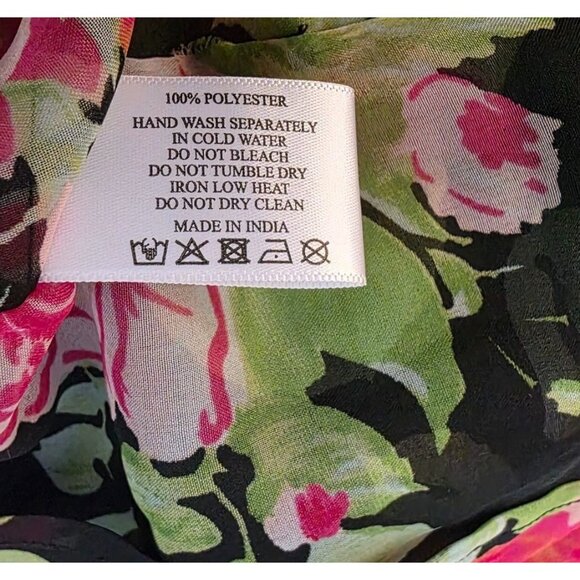 100% POLYESTER
HAND WASH SEPARATELY
IN COLD WATER
DO NOT BLEACH
DO NOT TUMBLE DRY
IRON LOW HEAT
DO NOT DRY CLEAN
MADE IN INDIA